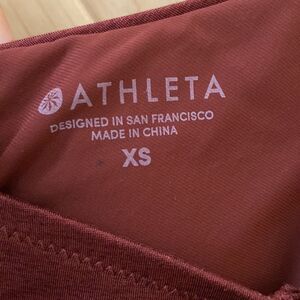 ATHLETA
DESIGNED IN SAN FRANCISCO
MADE IN CHINA
XS